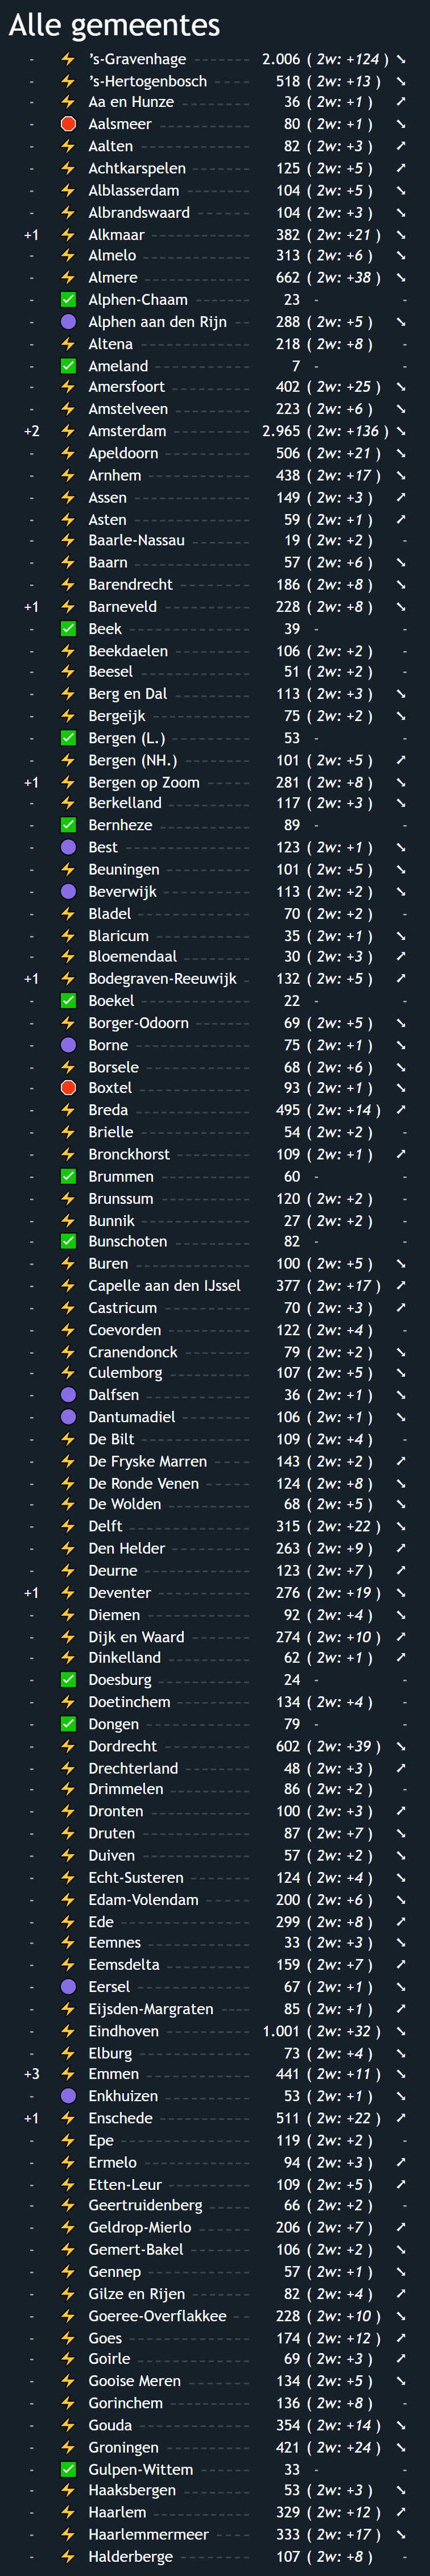 Alle gemeentes
- ⚡ ’s-Gravenhage ------- 2.006 ( 2w: +124 ) ➘
- ⚡ ’s-Hertogenbosch ----- 518 ( 2w: +13 ) ➘
- ⚡ Aa en Hunze --------- 36 ( 2w: +1 ) ➚
- 🛑 Aalsmeer ----------- 80 ( 2w: +1 ) ➘
- ⚡ Aalten ------------- 82 ( 2w: +3 ) ➚
- ⚡ Achtkarspelen ------- 125 ( 2w: +5 ) ➚
- ⚡ Alblasserdam -------- 104 ( 2w: +5 ) ➘
- ⚡ Albrandswaard ------- 104 ( 2w: +3 ) ➘
+1 ⚡ Alkmaar ------------ 382 ( 2w: +21 ) ➘
- ⚡ Almelo ------------- 313 ( 2w: +6 ) ➘
- ⚡ Almere ------------- 662 ( 2w: +38 ) ➘
- ✅ Alphen-Chaam ------- 23 - -
- 🟣 Alphen aan den Rijn -- 288 ( 2w: +5 ) ➘
- ⚡ Altena ------------- 218 ( 2w: +8 ) -
- ✅ Ameland ----------- 7 - -
- ⚡ Amersfoort --------- 402 ( 2w: +25 ) ➘
- ⚡ Amstelveen --------- 223 ( 2w: +6 ) ➘
+2 ⚡ Amsterdam --------- 2.965 ( 2w: +136 ) ➘
- ⚡ Apeldoorn ---------- 506 ( 2w: +21 ) ➘
- ⚡ Arnhem ------------ 438 ( 2w: +17 ) ➘
- ⚡ Assen -------------- 149 ( 2w: +3 ) ➚
- ⚡ Asten -------------- 59 ( 2w: +1 ) ➚
- ⚡ Baarle-Nassau ------- 19 ( 2w: +2 ) -
- ⚡ Baarn -------------- 57 ( 2w: +6 ) ➘
- ⚡ Barendrecht --------- 186 ( 2w: +8 ) ➘
+1 ⚡ Barneveld ---------- 228 ( 2w: +8 ) ➘
- ✅ Beek --------------- 39 - -
- ⚡ Beekdaelen --------- 106 ( 2w: +2 ) -
- ⚡ Beesel ------------- 51 ( 2w: +2 ) -
- ⚡ Berg en Dal --------- 113 ( 2w: +3 ) ➘
- ⚡ Bergeijk ------------ 75 ( 2w: +2 ) ➘
- ✅ Bergen (L.) --------- 53 - -
- ⚡ Bergen (NH.) -------- 101 ( 2w: +5 ) ➚
+1 ⚡ Bergen op Zoom ------ 281 ( 2w: +8 ) ➘
- ⚡ Berkelland ---------- 117 ( 2w: +3 ) ➘
- ✅ Bernheze ----------- 89 - -
- 🟣 Best --------------- 123 ( 2w: +1 ) ➘
- ⚡ Beuningen ---------- 101 ( 2w: +5 ) ➘
- 🟣 Beverwijk ---------- 113 ( 2w: +2 ) ➘
- ⚡ Bladel ------------- 70 ( 2w: +2 ) -
- ⚡ Blaricum ----------- 35 ( 2w: +1 ) ➘
- ⚡ Bloemendaal -------- 30 ( 2w: +3 ) ➚
+1 ⚡ Bodegraven-Reeuwijk - 132 ( 2w: +5 ) ➚
- ✅ Boekel ------------- 22 - -
- ⚡ Borger-Odoorn ------- 69 ( 2w: +5 ) ➘
- 🟣 Borne -------------- 75 ( 2w: +1 ) ➘
- ⚡ Borsele ------------ 68 ( 2w: +6 ) ➘
- 🛑 Boxtel ------------- 93 ( 2w: +1 ) ➘
- ⚡ Breda -------------- 495 ( 2w: +14 ) ➚
- ⚡ Brielle ------------- 54 ( 2w: +2 ) -
- ⚡ Bronckhorst --------- 109 ( 2w: +1 ) ➚
- ✅ Brummen ----------- 60 - -
- ⚡ Brunssum ---------- 120 ( 2w: +2 ) -
- ⚡ Bunnik ------------- 27 ( 2w: +2 ) -
- ✅ Bunschoten --------- 82 - -
- ⚡ Buren -------------- 100 ( 2w: +5 ) ➘
- ⚡ Capelle aan den IJssel 377 ( 2w: +17 ) ➚
- ⚡ Castricum ---------- 70 ( 2w: +3 ) ➚
- ⚡ Coevorden ---------- 122 ( 2w: +4 ) -
- ⚡ Cranendonck -------- 79 ( 2w: +2 ) ➘
- ⚡ Culemborg ---------- 107 ( 2w: +5 ) ➘
- 🟣 Dalfsen ------------ 36 ( 2w: +1 ) ➘
- 🟣 Dantumadiel -------- 106 ( 2w: +1 ) ➘
- ⚡ De Bilt ------------- 109 ( 2w: +4 ) -
- ⚡ De Fryske Marren ----- 143 ( 2w: +2 ) ➚
- ⚡ De Ronde Venen ------ 124 ( 2w: +8 ) ➘
- ⚡ De Wolden ---------- 68 ( 2w: +5 ) ➘
- ⚡ Delft --------------- 315 ( 2w: +22 ) ➘
- ⚡ Den Helder ---------- 263 ( 2w: +9 ) ➚
- ⚡ Deurne ------------- 123 ( 2w: +7 ) ➚
+1 ⚡ Deventer ----------- 276 ( 2w: +19 ) ➘
- ⚡ Diemen ------------ 92 ( 2w: +4 ) ➘
- ⚡ Dijk en Waard ------- 274 ( 2w: +10 ) ➚
- ⚡ Dinkelland ---------- 62 ( 2w: +1 ) ➚
- ✅ Doesburg ----------- 24 - -
- ⚡ Doetinchem --------- 134 ( 2w: +4 ) -
- ✅ Dongen ------------ 79 - -
- ⚡ Dordrecht ---------- 602 ( 2w: +39 ) ➘
- ⚡ Drechterland -------- 48 ( 2w: +3 ) ➚
- ⚡ Drimmelen ---------- 86 ( 2w: +2 ) -
- ⚡ Dronten ------------ 100 ( 2w: +3 ) ➚
- ⚡ Druten ------------- 87 ( 2w: +7 ) ➘
- ⚡ Duiven ------------- 57 ( 2w: +2 ) ➘
- ⚡ Echt-Susteren ------- 124 ( 2w: +4 ) ➘
- ⚡ Edam-Volendam ------ 200 ( 2w: +6 ) ➘
- ⚡ Ede ---------------- 299 ( 2w: +8 ) ➚
- ⚡ Eemnes ------------ 33 ( 2w: +3 ) ➘
- ⚡ Eemsdelta ---------- 159 ( 2w: +7 ) ➚
- 🟣 Eersel ------------- 67 ( 2w: +1 ) ➘
- ⚡ Eijsden-Margraten ---- 85 ( 2w: +1 ) ➚
- ⚡ Eindhoven ---------- 1.001 ( 2w: +32 ) ➘
- ⚡ Elburg ------------- 73 ( 2w: +4 ) ➘
+3 ⚡ Emmen ------------- 441 ( 2w: +11 ) ➘
- 🟣 Enkhuizen ---------- 53 ( 2w: +1 ) ➘
+1 ⚡ Enschede ----------- 511 ( 2w: +22 ) ➚
- ⚡ Epe ---------------- 119 ( 2w: +2 ) -
- ⚡ Ermelo ------------- 94 ( 2w: +3 ) ➚
- ⚡ Etten-Leur ---------- 109 ( 2w: +5 ) ➚
- ⚡ Geertruidenberg ----- 66 ( 2w: +2 ) -
- ⚡ Geldrop-Mierlo ------- 206 ( 2w: +7 ) ➚
- ⚡ Gemert-Bakel -------- 106 ( 2w: +2 ) ➘
- ⚡ Gennep ------------ 57 ( 2w: +1 ) ➘
- ⚡ Gilze en Rijen -------- 82 ( 2w: +4 ) ➚
- ⚡ Goeree-Overflakkee -- 228 ( 2w: +10 ) ➘
- ⚡ Goes --------------- 174 ( 2w: +12 ) ➚
- ⚡ Goirle ------------- 69 ( 2w: +3 ) ➚
- ⚡ Gooise Meren -------- 134 ( 2w: +5 ) ➘
- ⚡ Gorinchem ---------- 136 ( 2w: +8 ) -
- ⚡ Gouda ------------- 354 ( 2w: +14 ) ➘
- ⚡ Groningen ---------- 421 ( 2w: +24 ) ➘
- ✅ Gulpen-Wittem ------ 33 - -
- ⚡ Haaksbergen -------- 53 ( 2w: +3 ) ➘
- ⚡ Haarlem ----------- 329 ( 2w: +12 ) ➚
- ⚡ Haarlemmermeer ----- 333 ( 2w: +17 ) ➘
- ⚡ Halderberge --------- 107 ( 2w: +8 ) -